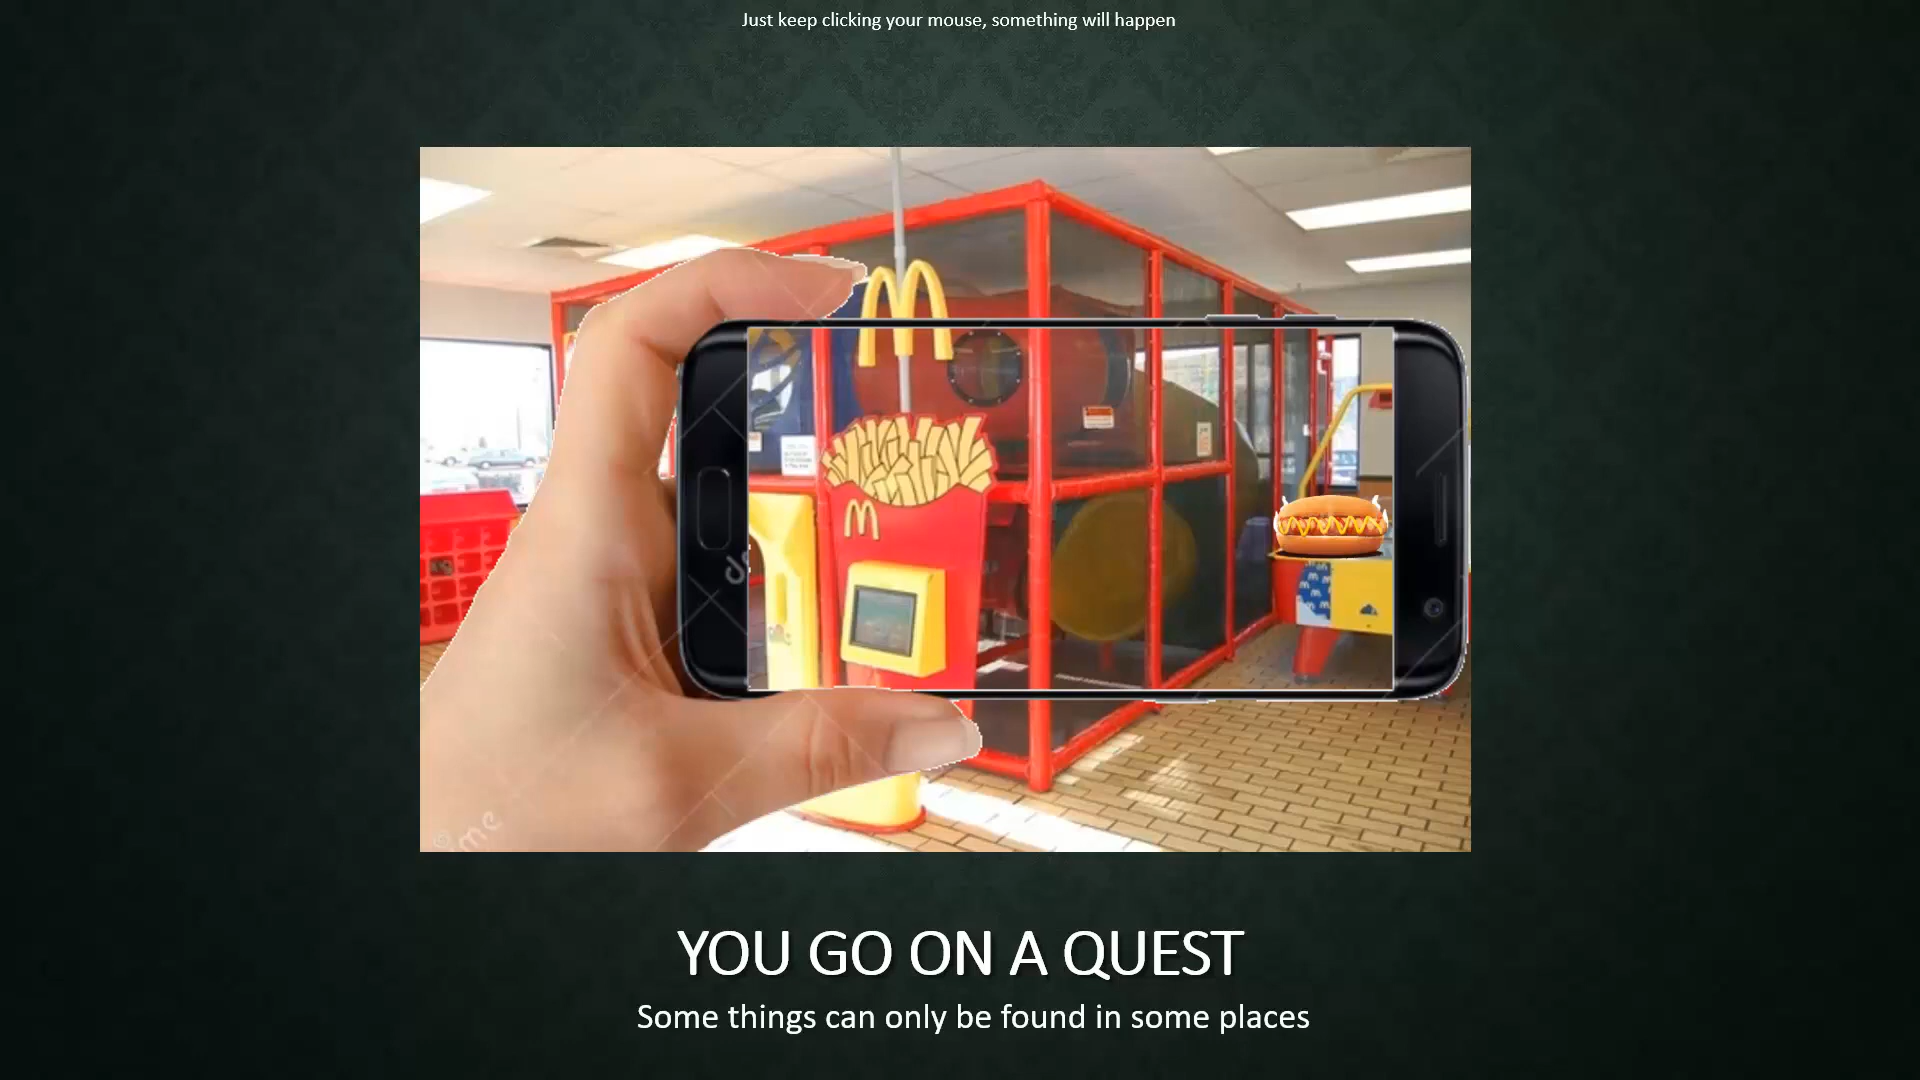 Just keep clicking your mouse, something will happen
YOU GO ON A QUEST
Some things can only be found in some places